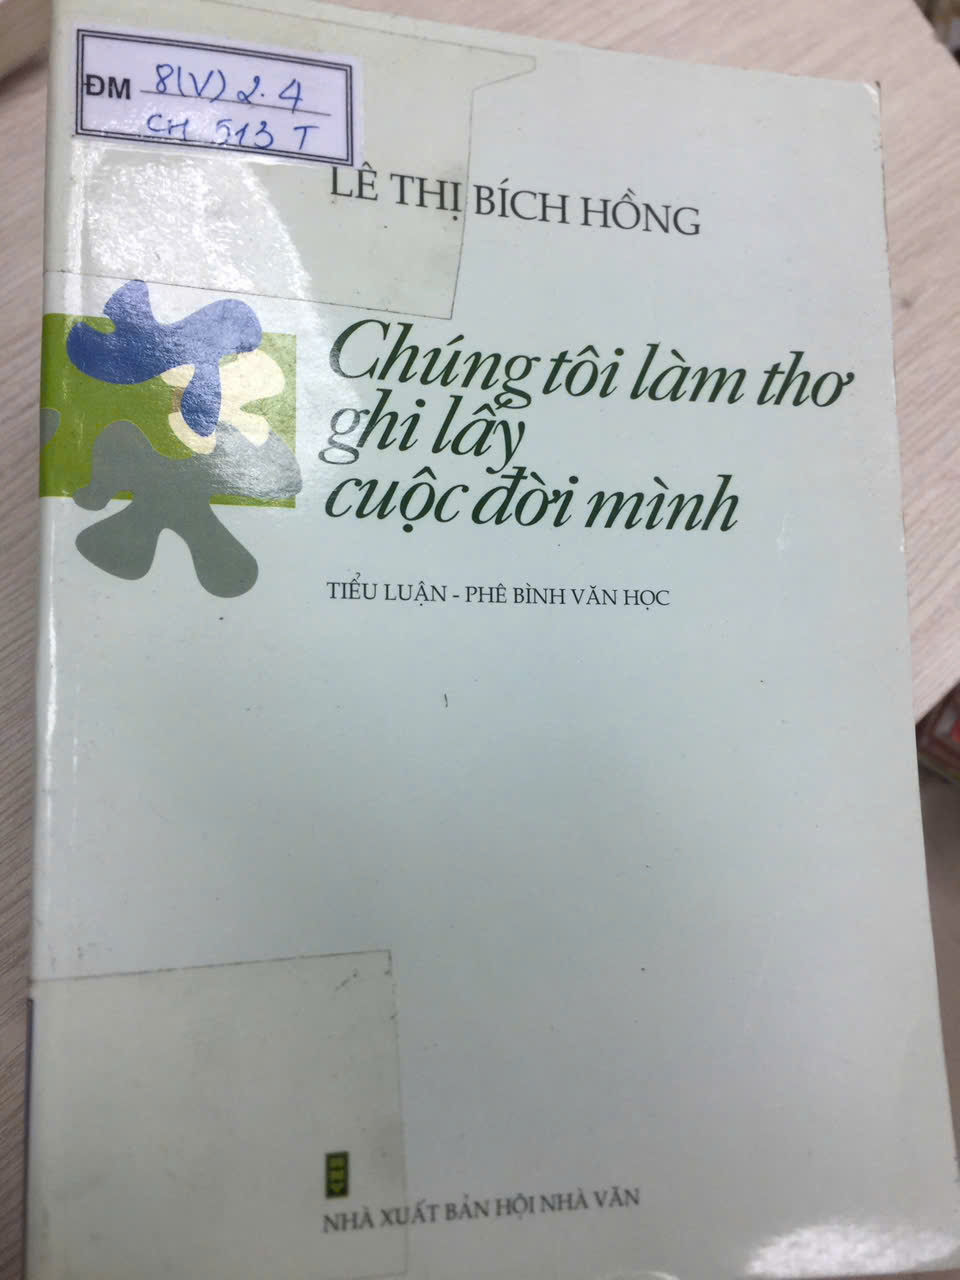 ĐM 8(V) 2.4
CH 513 T
LÊ THỊ BÍCH HỒNG
Chúng tôi làm thơ
ghi lấy
cuộc đời mình
TIỂU LUẬN - PHÊ BÌNH VĂN HỌC
NHÀ XUẤT BẢN HỘI NHÀ VĂN